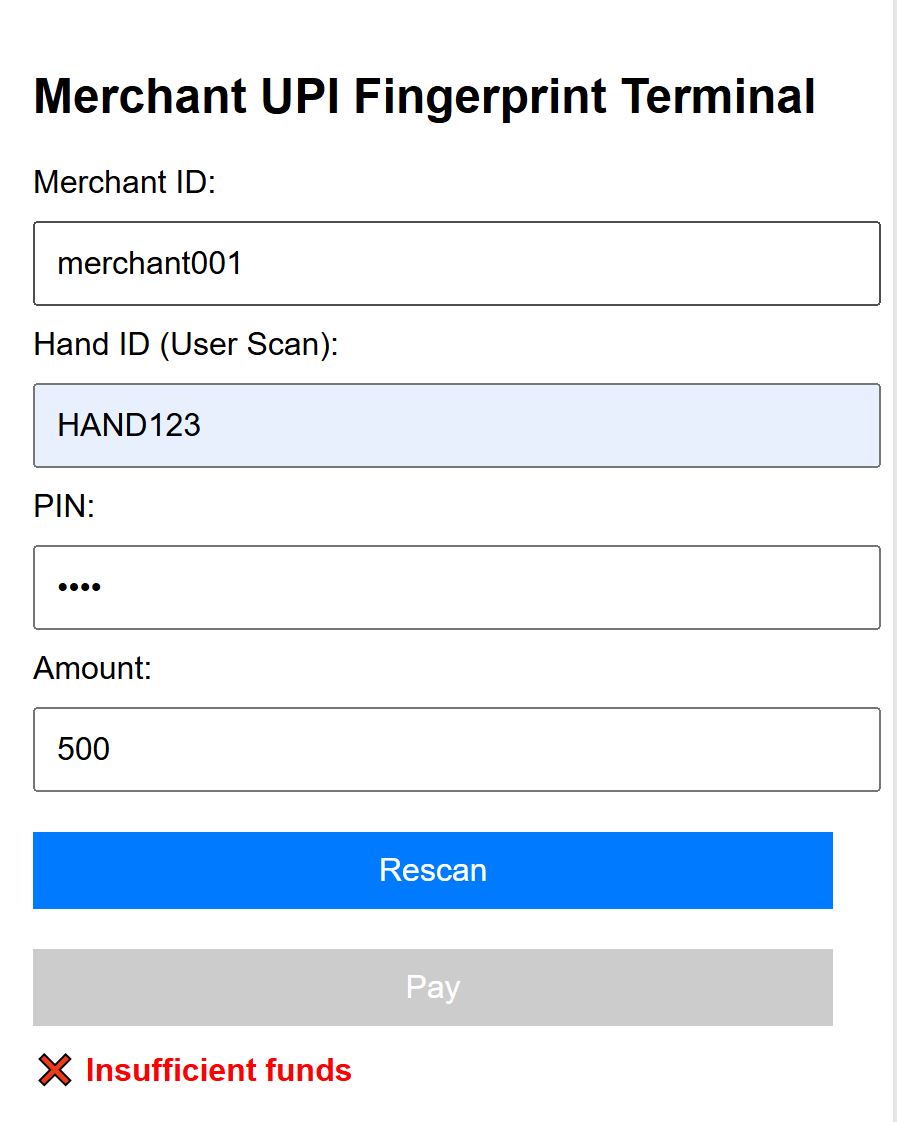 Merchant UPI Fingerprint Terminal
Merchant ID:
merchant001
Hand ID (User Scan):
HAND123
PIN:
••••
Amount:
500
Rescan
Pay
❌ Insufficient funds